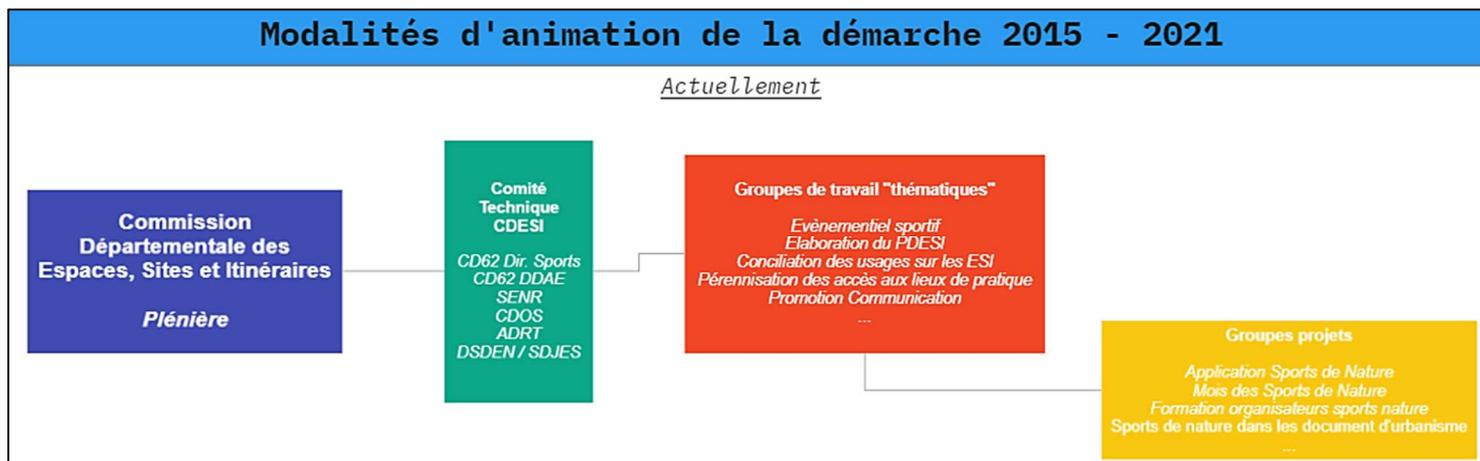 Modalités d'animation de la démarche 2015 - 2021
Actuellement
Commission
Départementale des
Espaces, Sites et Itinéraires
Plénière
Comité
Technique
CDESI
CD62 Dir. Sports
CD62 DDAE
SENR
CDOS
ADRT
DSDEN / SDJES
Groupes de travail "thématiques"
Evènementiel sportif
Elaboration du PDESI
Conciliation des usages sur les ESI
Pérennisation des accès aux lieux de pratique
Promotion Communication
...
Groupes projets
Application Sports de Nature
Mois des Sports de Nature
Formation organisateurs sports nature
Sports de nature dans les document d'urbanisme
...